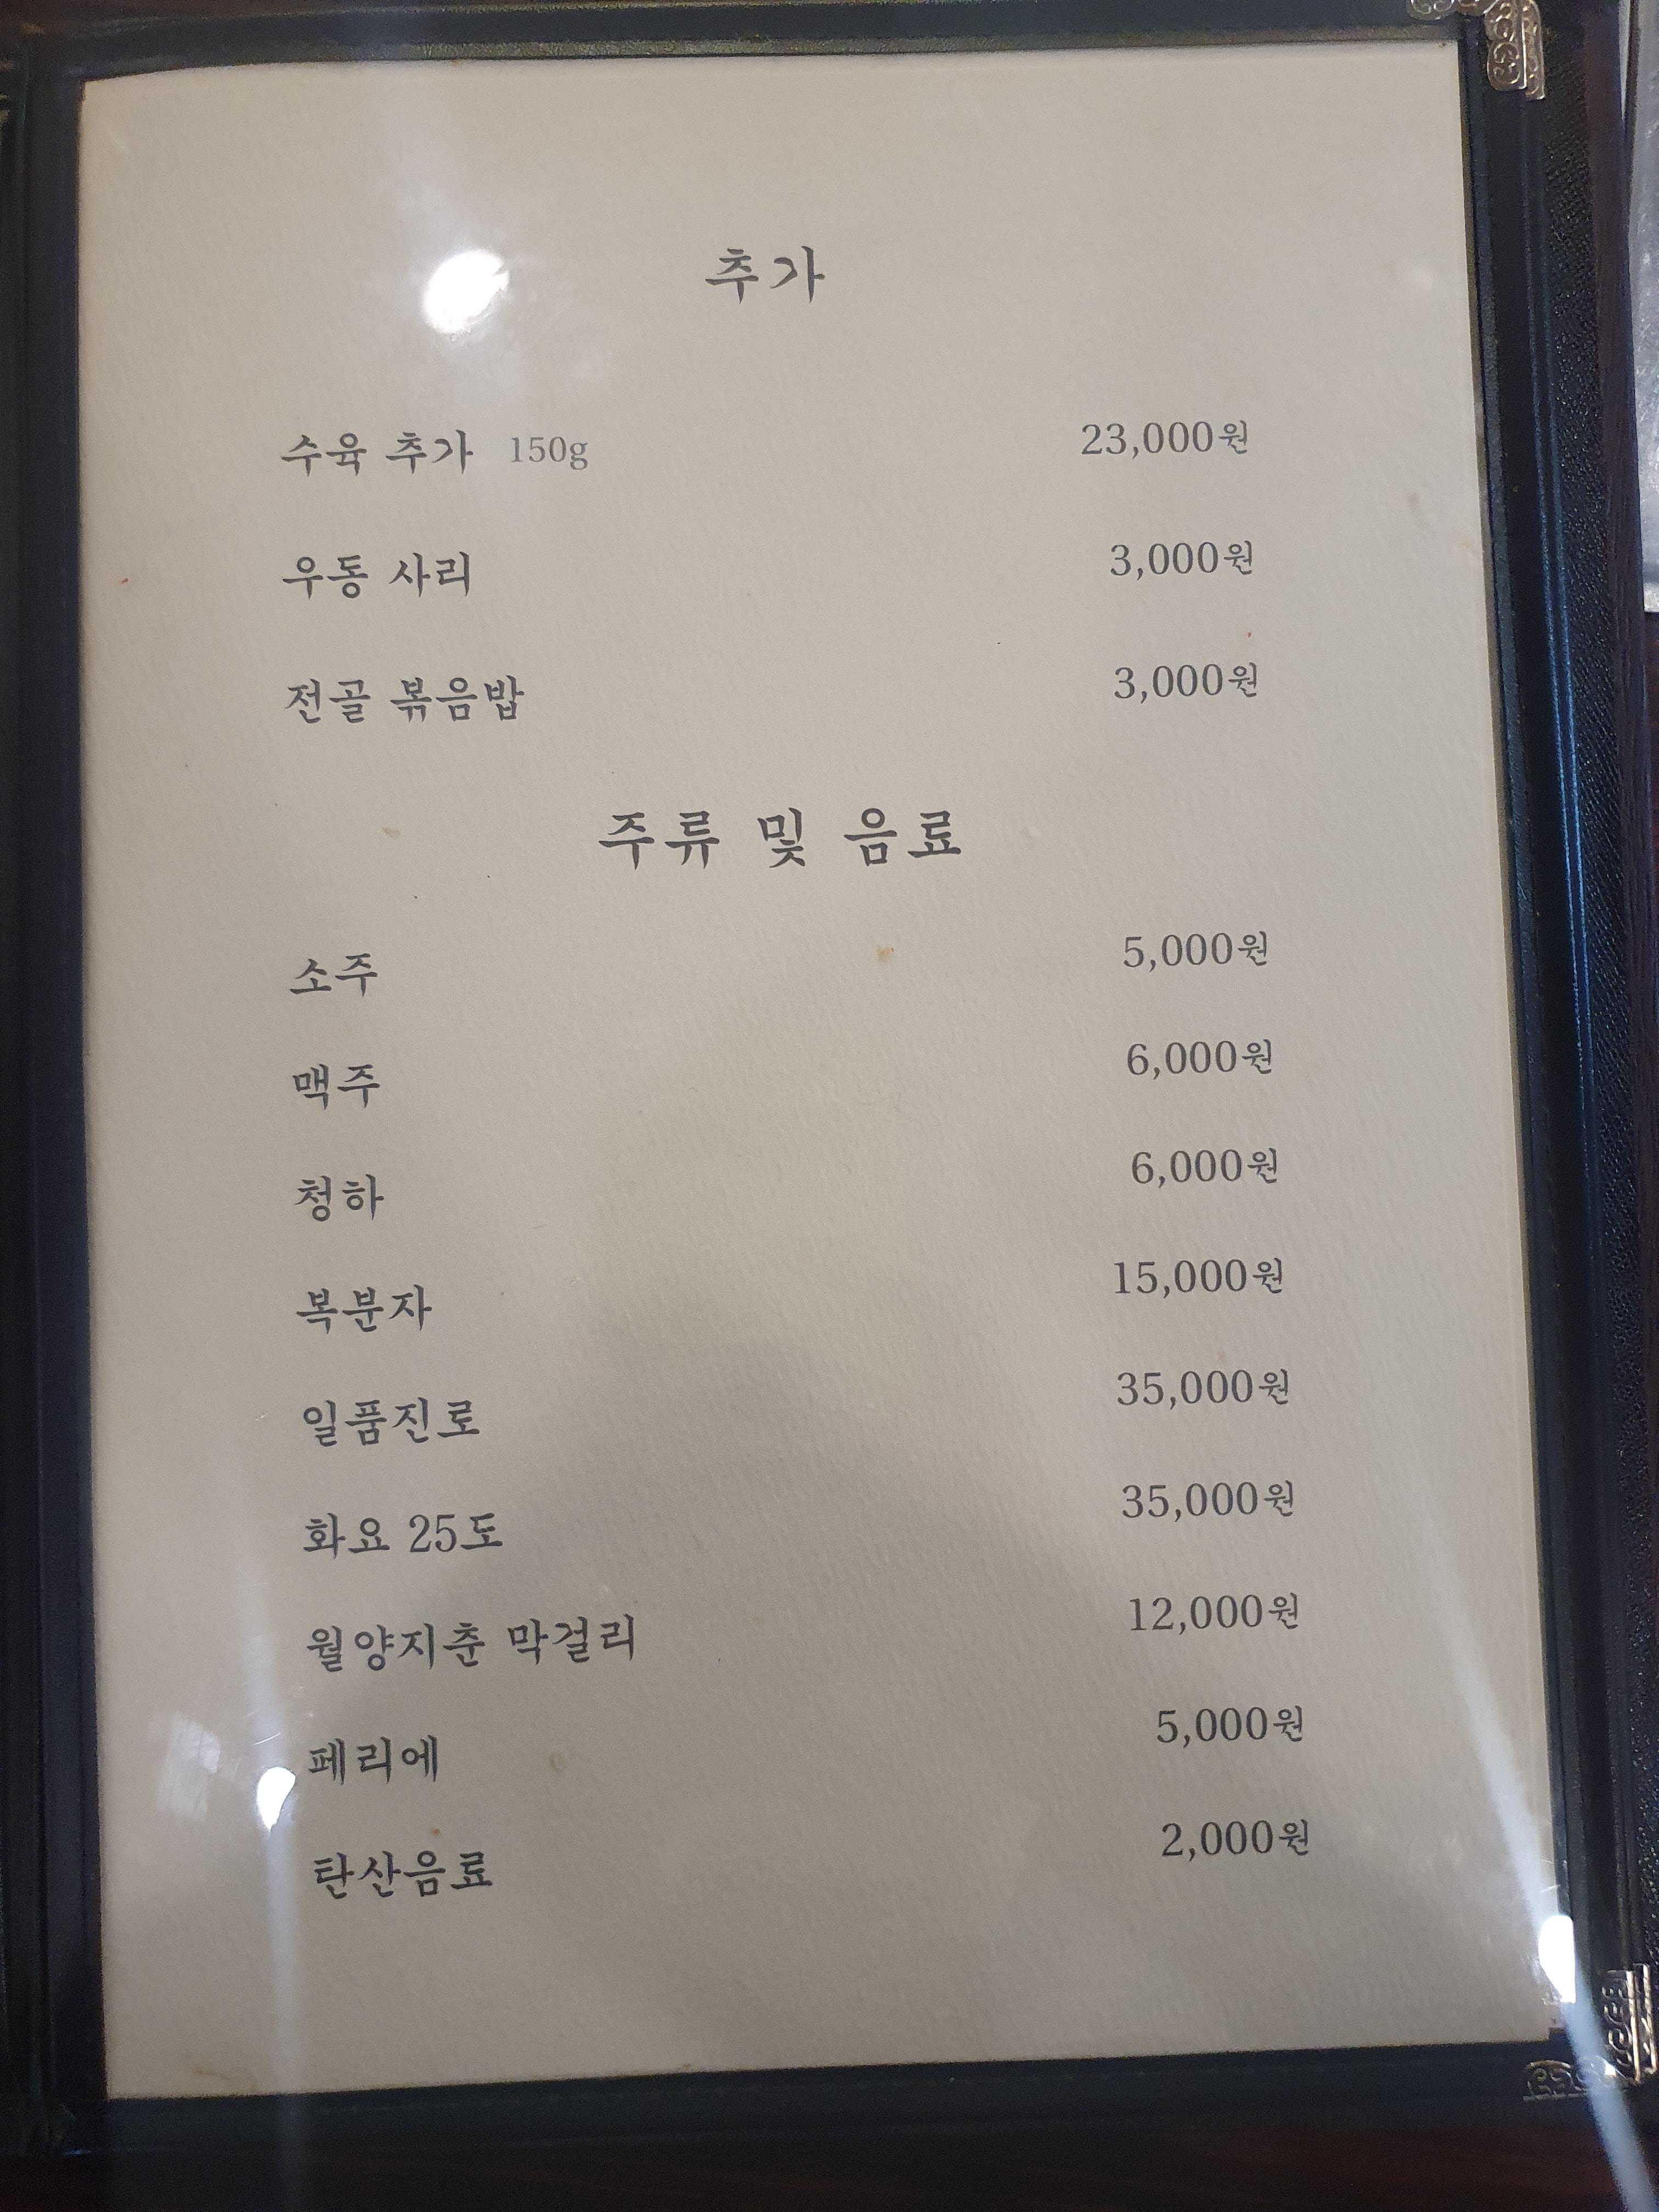 추가
수육 추가 150g 23,000원
우동 사리 3,000원
전골 볶음밥 3,000원
주류 및 음료
소주 5,000원
맥주 6,000원
청하 6,000원
복분자 15,000원
일품진로 35,000원
화요 25도 35,000원
월양지춘 막걸리 12,000원
페리에 5,000원
탄산음료 2,000원